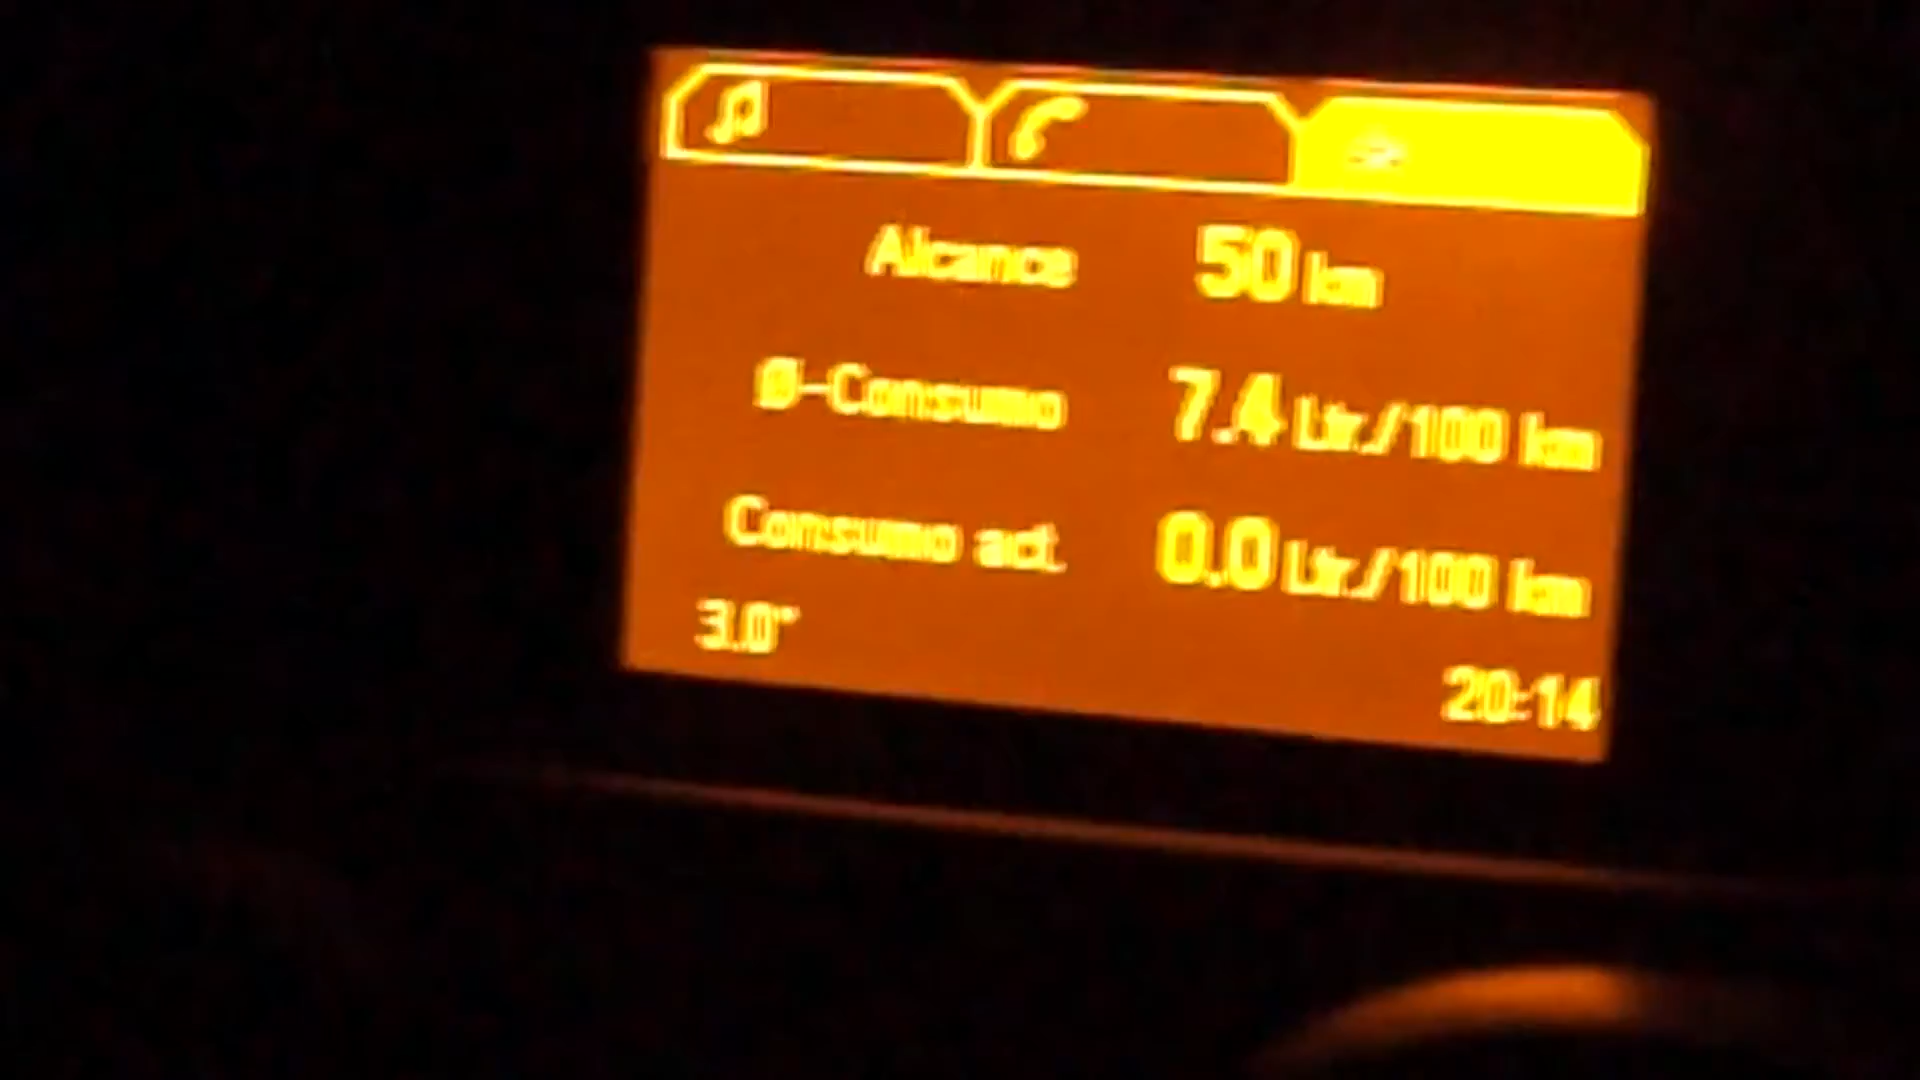 Alcance 50 km
Ø-Consumo 7.4 Ltr./100 km
Consumo act. 0.0 Ltr./100 km
3.0°
20:14